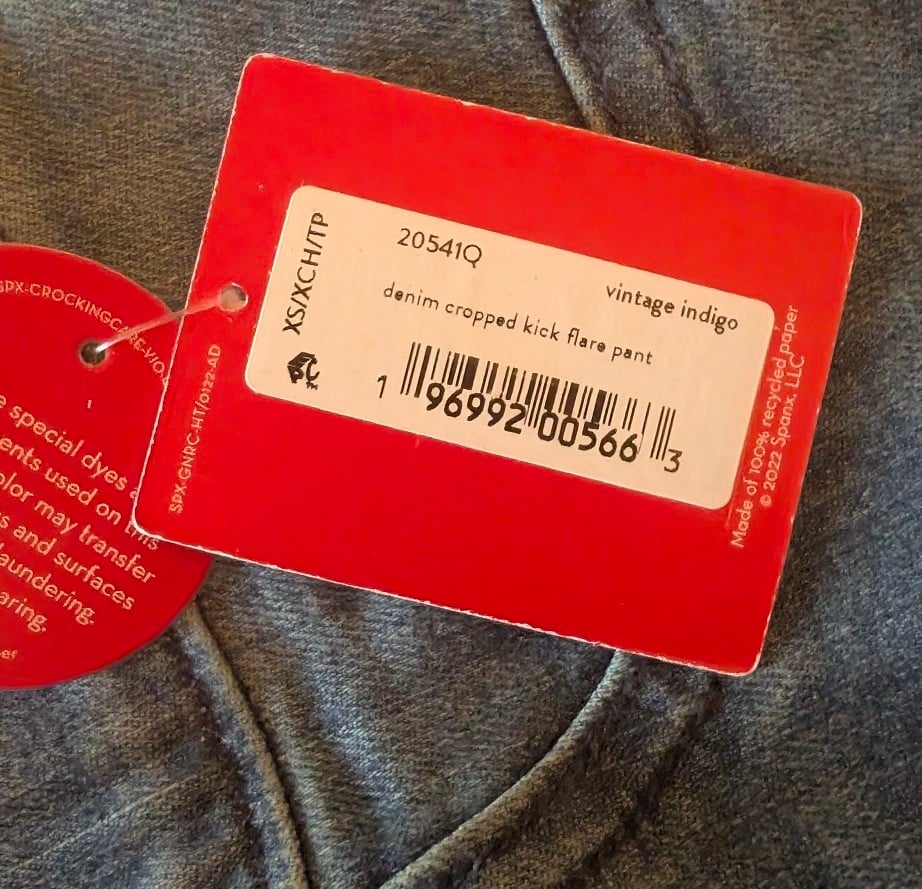 SPX-CROCKINGCARE-V/O
special dyes
used on this
color may transfer
and surfaces
laundering.
SPX-GNRC-HT/0122-AD
XS/XCH/TP
20541Q
vintage indigo
denim cropped kick flare pant
1 96992 00566 3
Made of 100% recycled paper
© 2022 Spanx, LLC